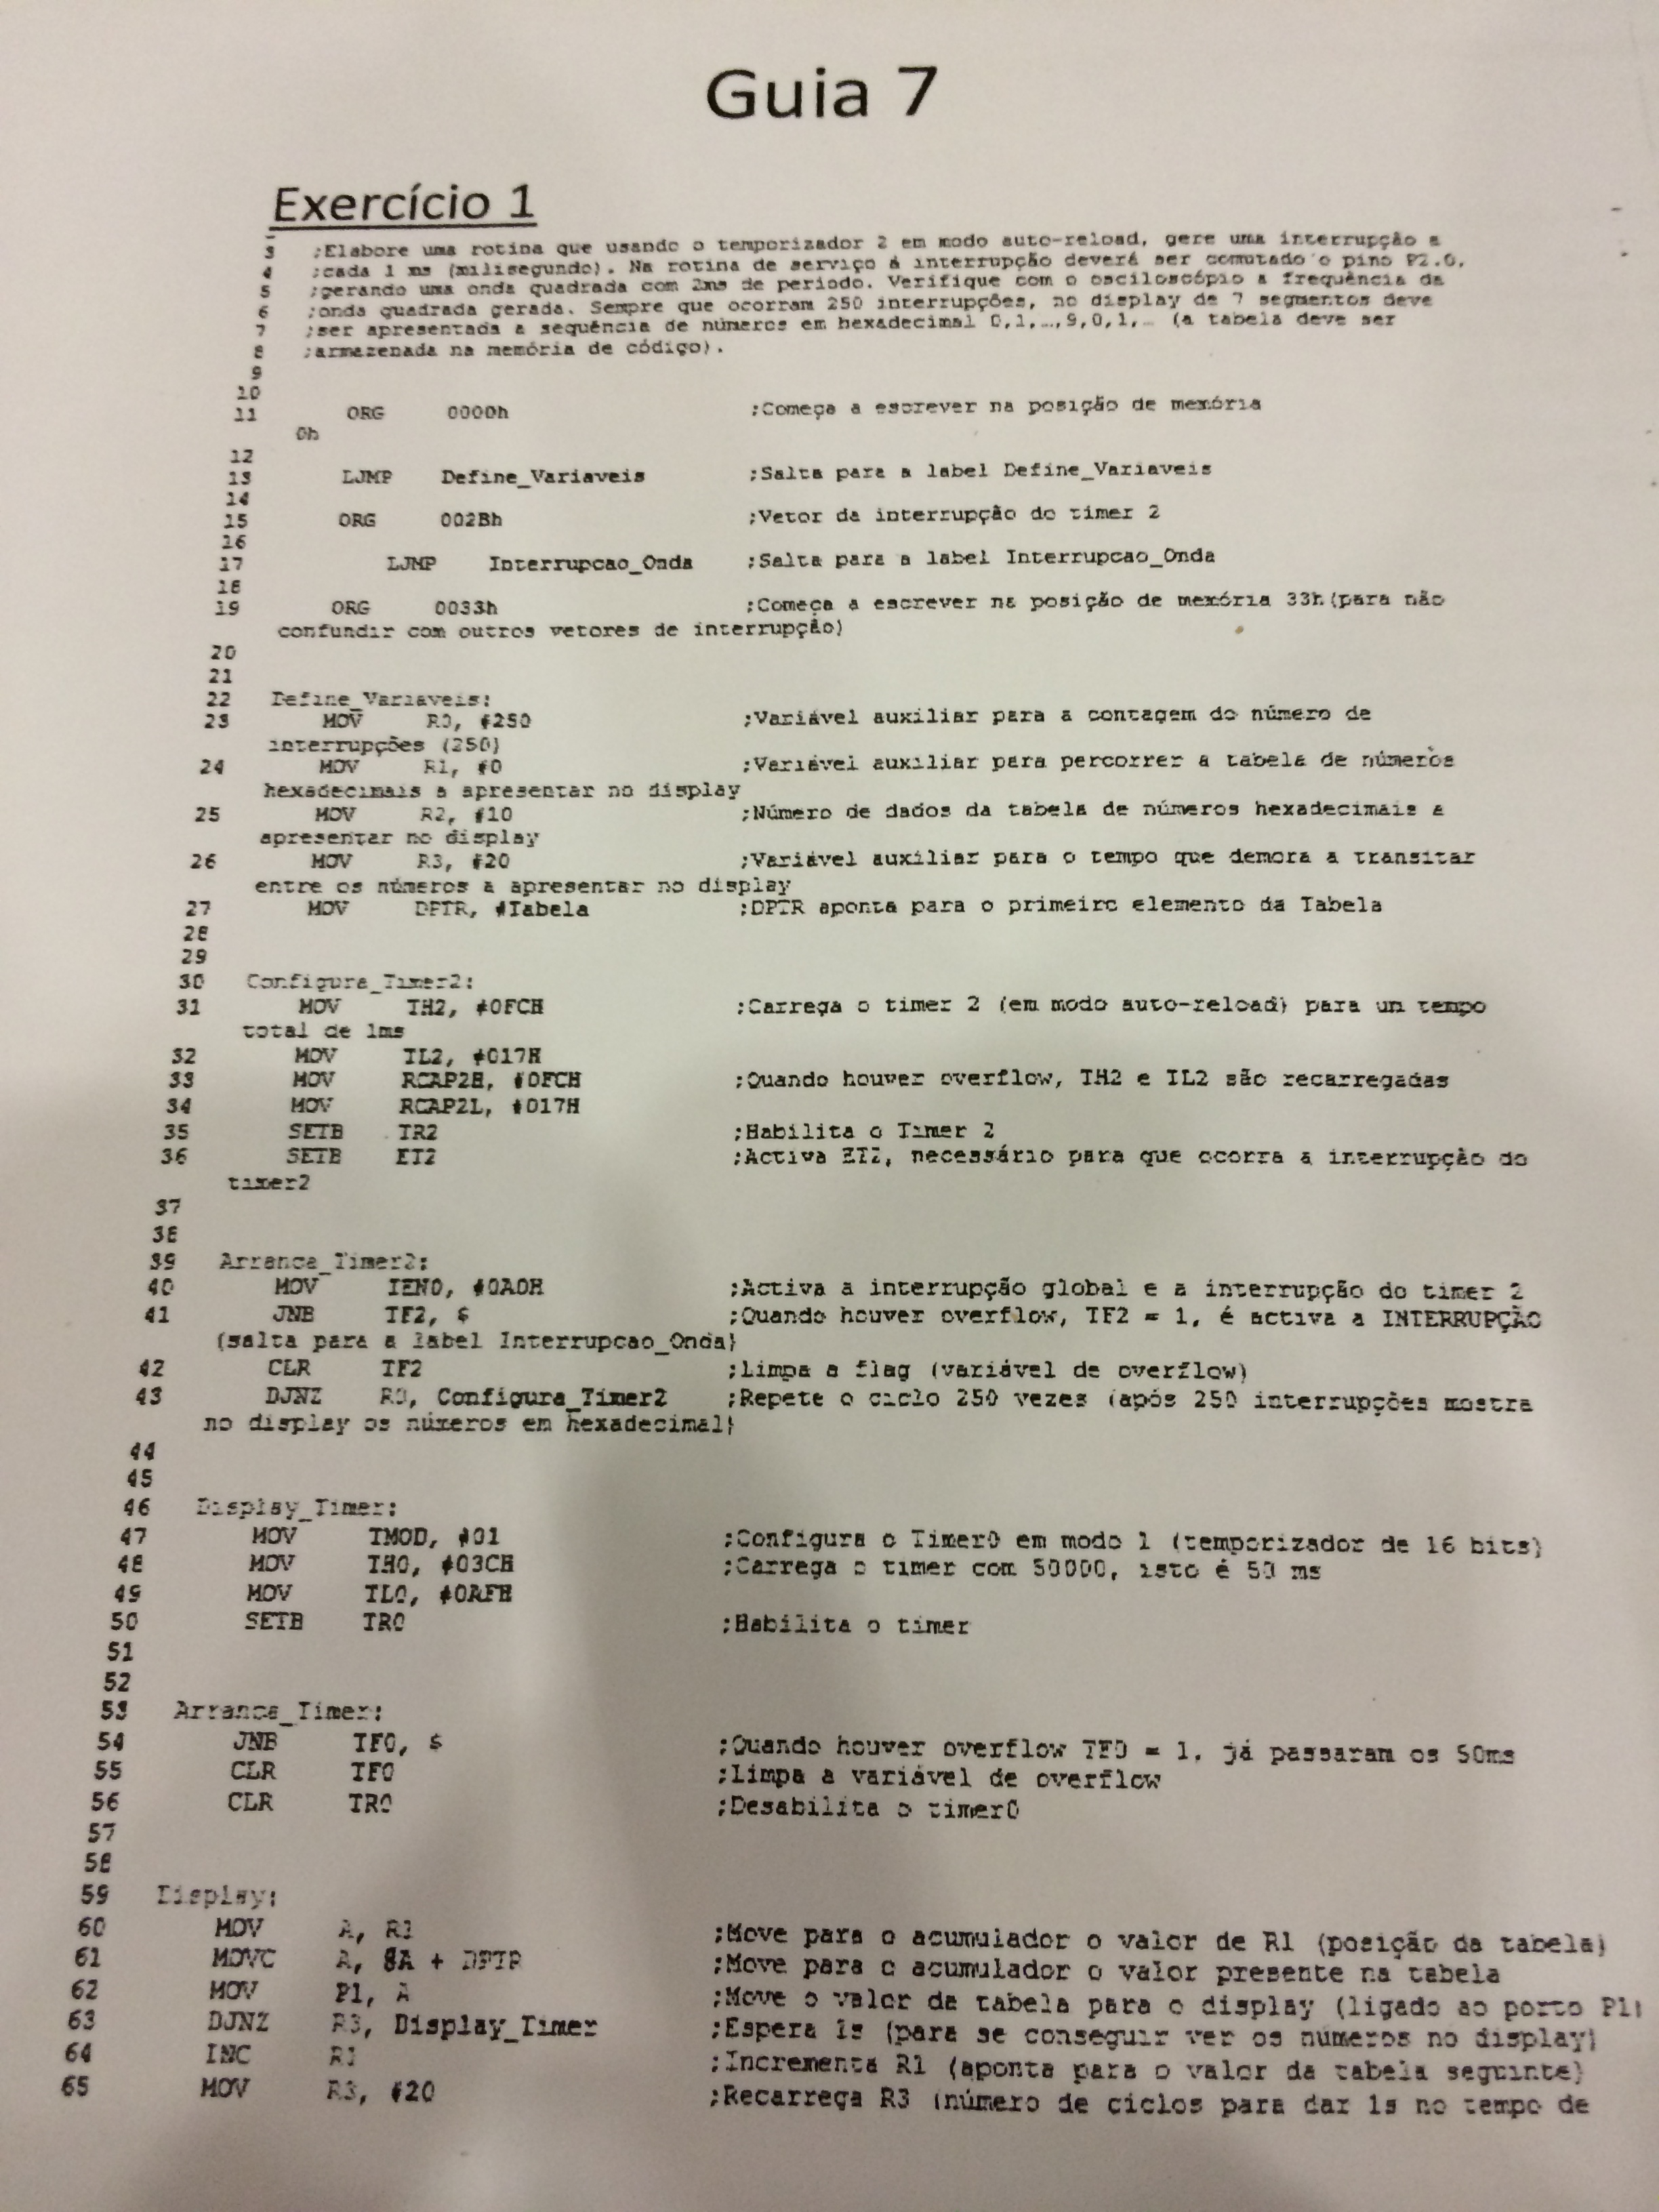 Guia 7
Exercício 1
3 ;Elabore uma rotina que usando o temporizador 2 em modo auto-reload, gere uma interrupção a
4 ;cada 1 ms (milisegundo). Na rotina de serviço à interrupção deverá ser comutado o pino P2.0,
5 ;gerando uma onda quadrada com 2ms de periodo. Verifique com o osciloscópio a frequência da
6 ;onda quadrada gerada. Sempre que ocorram 250 interrupções, no display de 7 segmentos deve
7 ;ser apresentada a sequência de números em hexadecimal 0,1,…,9,0,1,… (a tabela deve ser
8 ;armazenada na memória de código).
9
10
11 ORG 0000h ;Começa a escrever na posição de memória
0h
12
13 LJMP Define_Variaveis ;Salta para a label Define_Variaveis
14
15 ORG 002Bh ;Vetor da interrupção do timer 2
16
17 LJMP Interrupcao_Onda ;Salta para a label Interrupcao_Onda
18
19 ORG 0033h ;Começa a escrever na posição de memória 33h(para não
confundir com outros vetores de interrupção)
20
21
22 Define_Variaveis:
23 MOV R0, #250 ;Variável auxiliar para a contagem do número de
interrupções (250)
24 MOV R1, #0 ;Variável auxiliar para percorrer a tabela de números
hexadecimais a apresentar no display
25 MOV R2, #10 ;Número de dados da tabela de números hexadecimais a
apresentar no display
26 MOV R3, #20 ;Variável auxiliar para o tempo que demora a transitar
entre os números a apresentar no display
27 MOV DPTR, #Tabela ;DPTR aponta para o primeiro elemento da Tabela
28
29
30 Configura_Timer2:
31 MOV TH2, #0FCH ;Carrega o timer 2 (em modo auto-reload) para um tempo
total de 1ms
32 MOV TL2, #017H
33 MOV RCAP2H, #0FCH ;Quando houver overflow, TH2 e TL2 são recarregadas
34 MOV RCAP2L, #017H
35 SETB TR2 ;Habilita o Timer 2
36 SETB ET2 ;Activa ET2, necessário para que ocorra a interrupção do
timer2
37
38
39 Arranca_Timer2:
40 MOV IEN0, #0A0H ;Activa a interrupção global e a interrupção do timer 2
41 JNB TF2, $ ;Quando houver overflow, TF2 = 1, é activa a INTERRUPÇÃO
(salta para a label Interrupcao_Onda)
42 CLR TF2 ;Limpa a flag (variável de overflow)
43 DJNZ R0, Configura_Timer2 ;Repete o ciclo 250 vezes (após 250 interrupções mostra
no display os números em hexadecimal)
44
45
46 Display_Timer:
47 MOV TMOD, #01 ;Configura o Timer0 em modo 1 (temporizador de 16 bits)
48 MOV TH0, #03CH ;Carrega o timer com 50000, isto é 50 ms
49 MOV TL0, #0AFH
50 SETB TR0 ;Habilita o timer
51
52
53 Arranca_Timer:
54 JNB TF0, $ ;Quando houver overflow TF0 = 1, já passaram os 50ms
55 CLR TF0 ;Limpa a variável de overflow
56 CLR TR0 ;Desabilita o timer0
57
58
59 Display:
60 MOV A, R1 ;Move para o acumulador o valor de R1 (posição da tabela)
61 MOVC A, @A + DPTR ;Move para o acumulador o valor presente na tabela
62 MOV P1, A ;Move o valor da tabela para o display (ligado ao porto P1)
63 DJNZ R3, Display_Timer ;Espera 1s (para se conseguir ver os números no display)
64 INC R1 ;Incrementa R1 (aponta para o valor da tabela seguinte)
65 MOV R3, #20 ;Recarrega R3 (número de ciclos para dar 1s no tempo de